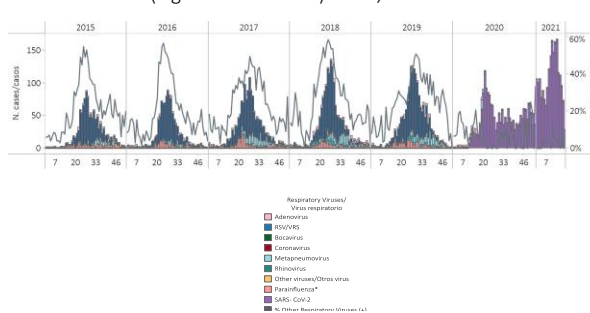 2015 2016 2017 2018 2019 2020 2021
N. cases/casos
150
100
50
0
60%
40%
20%
0%
7 20 33 46 7 20 33 46 7 20 33 46 7 20 33 46 7 20 33 46 7 20 33 46 7
Respiratory Viruses/
Virus respiratorio
Adenovirus
RSV/VRS
Bocavirus
Coronavirus
Metapneumovirus
Rhinovirus
Other viruses/Otros virus
Parainfluenza*
SARS- CoV-2
% Other Respiratory Viruses (+)